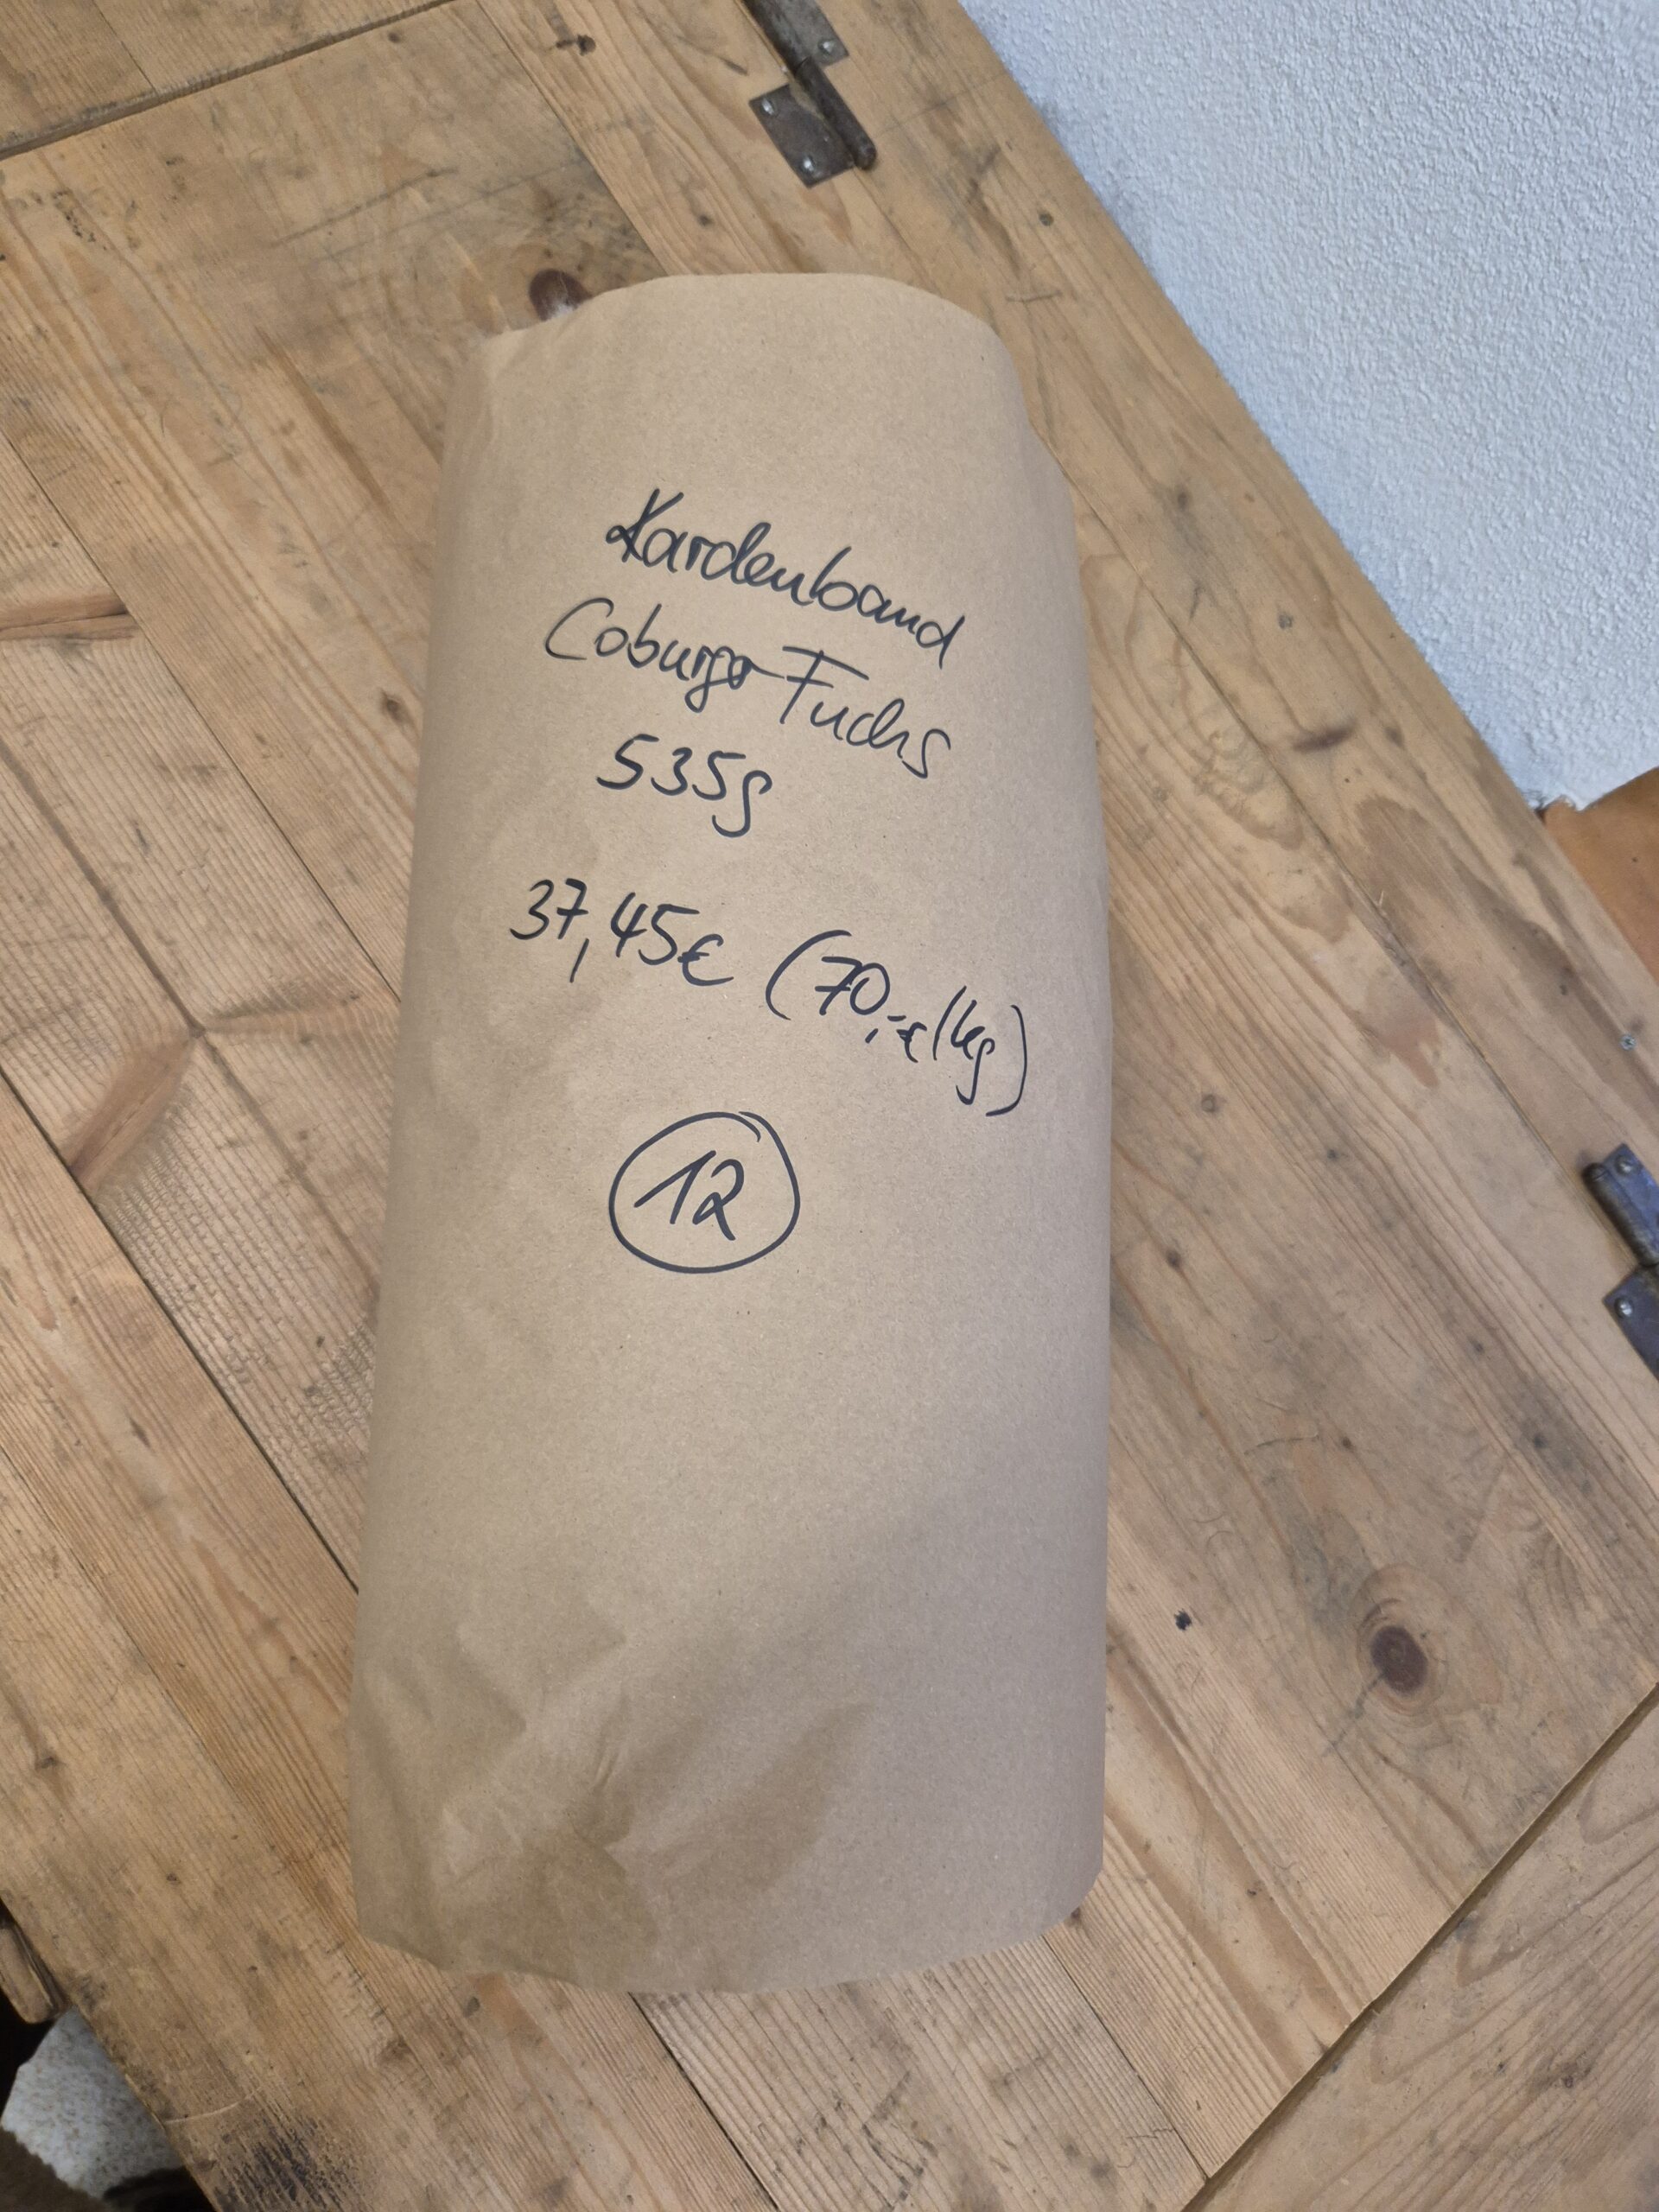 Kardenband
Coburger Fuchs
535g
37,45€ (70,-€/kg)
12